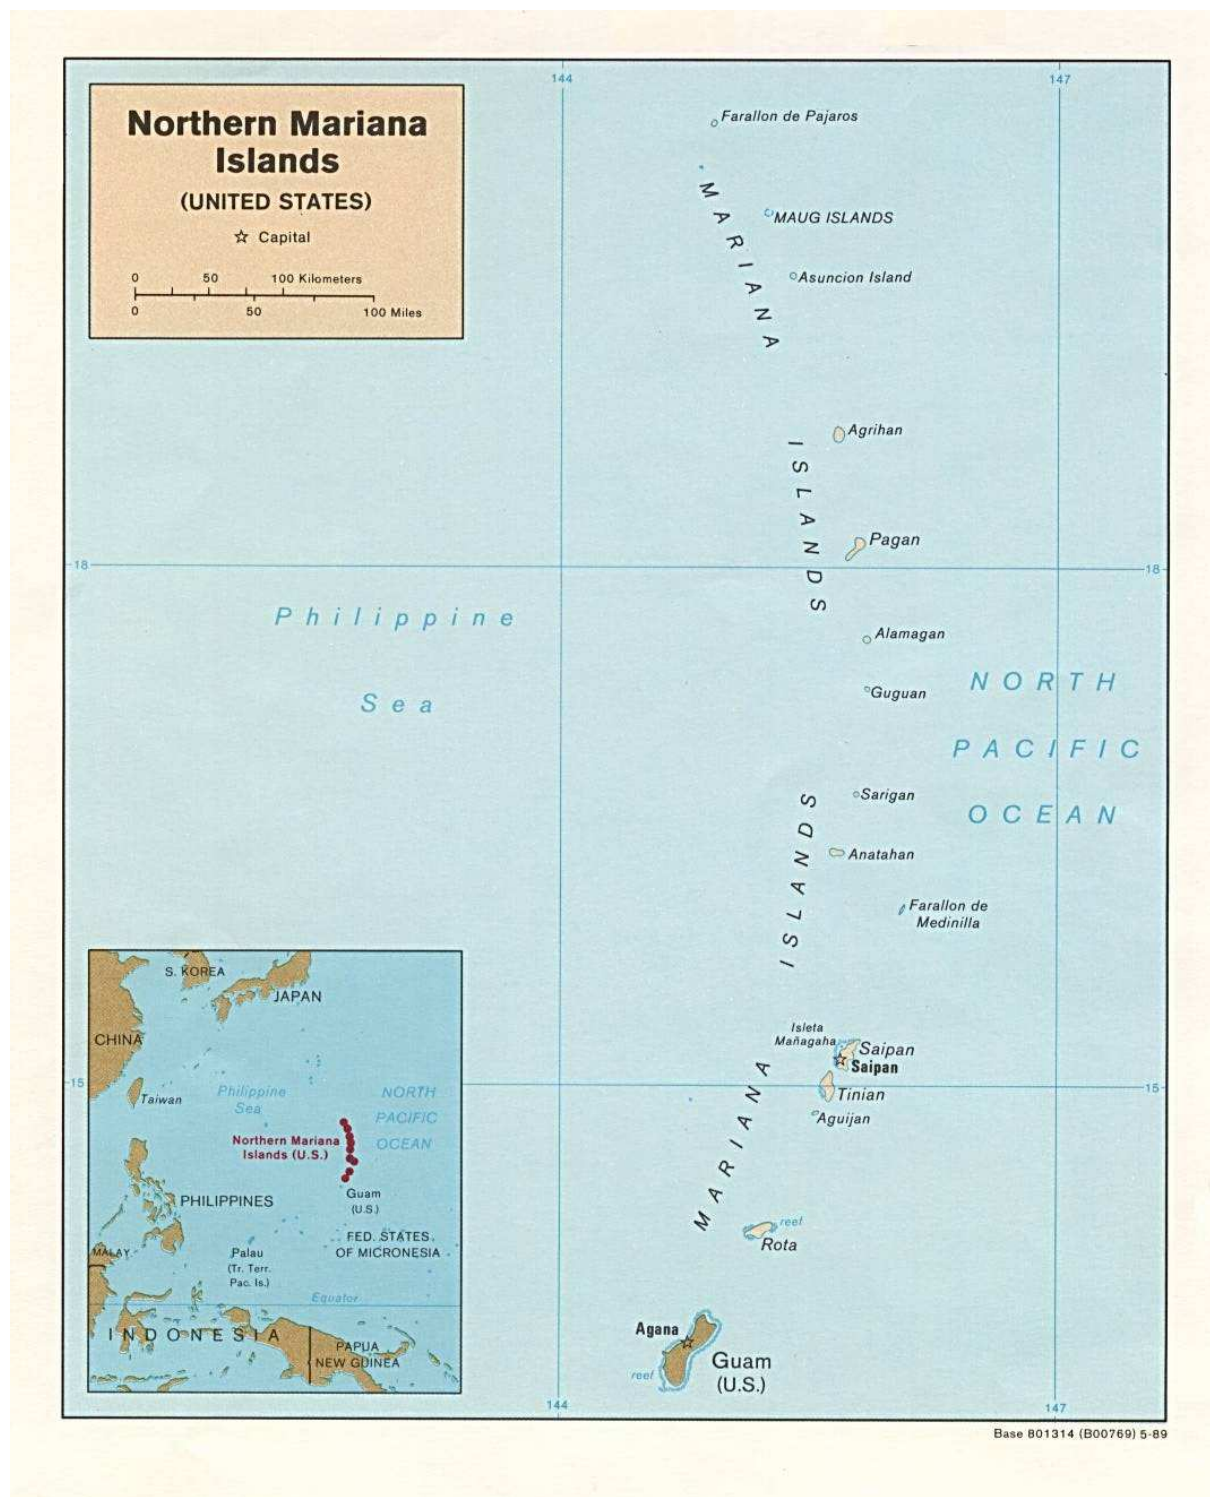 144
147
Northern Mariana
Islands
(UNITED STATES)
☆ Capital
0 50 100 Kilometers
0 50 100 Miles
Farallon de Pajaros
MARIANA
MAUG ISLANDS
Asuncion Island
Agrihan
ISLANDS
Pagan
18
18
Philippine
Sea
Alamagan
Guguan
NORTH
PACIFIC
OCEAN
Sarigan
Anatahan
ISLANDS
Farallon de
Medinilla
Isleta
Mañagaha
Saipan
Saipan
15
15
Tinian
Aguijan
MARIANA
reef
Rota
Agana
Guam
(U.S.)
reef
S. KOREA
JAPAN
CHINA
Taiwan
Philippine
Sea
NORTH
PACIFIC
OCEAN
Northern Mariana
Islands (U.S.)
Guam
(U.S.)
PHILIPPINES
FED. STATES
OF MICRONESIA
MALAY.
Palau
(Tr. Terr.
Pac. Is.)
Equator
INDONESIA
PAPUA
NEW GUINEA
144
147
Base 801314 (B00769) 5-89